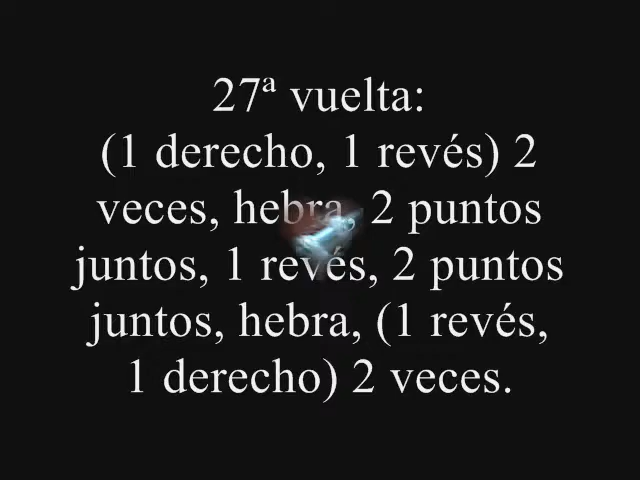 27ª vuelta:
(1 derecho, 1 revés) 2
veces, hebra, 2 puntos
juntos, 1 revés, 2 puntos
juntos, hebra, (1 revés,
1 derecho) 2 veces.